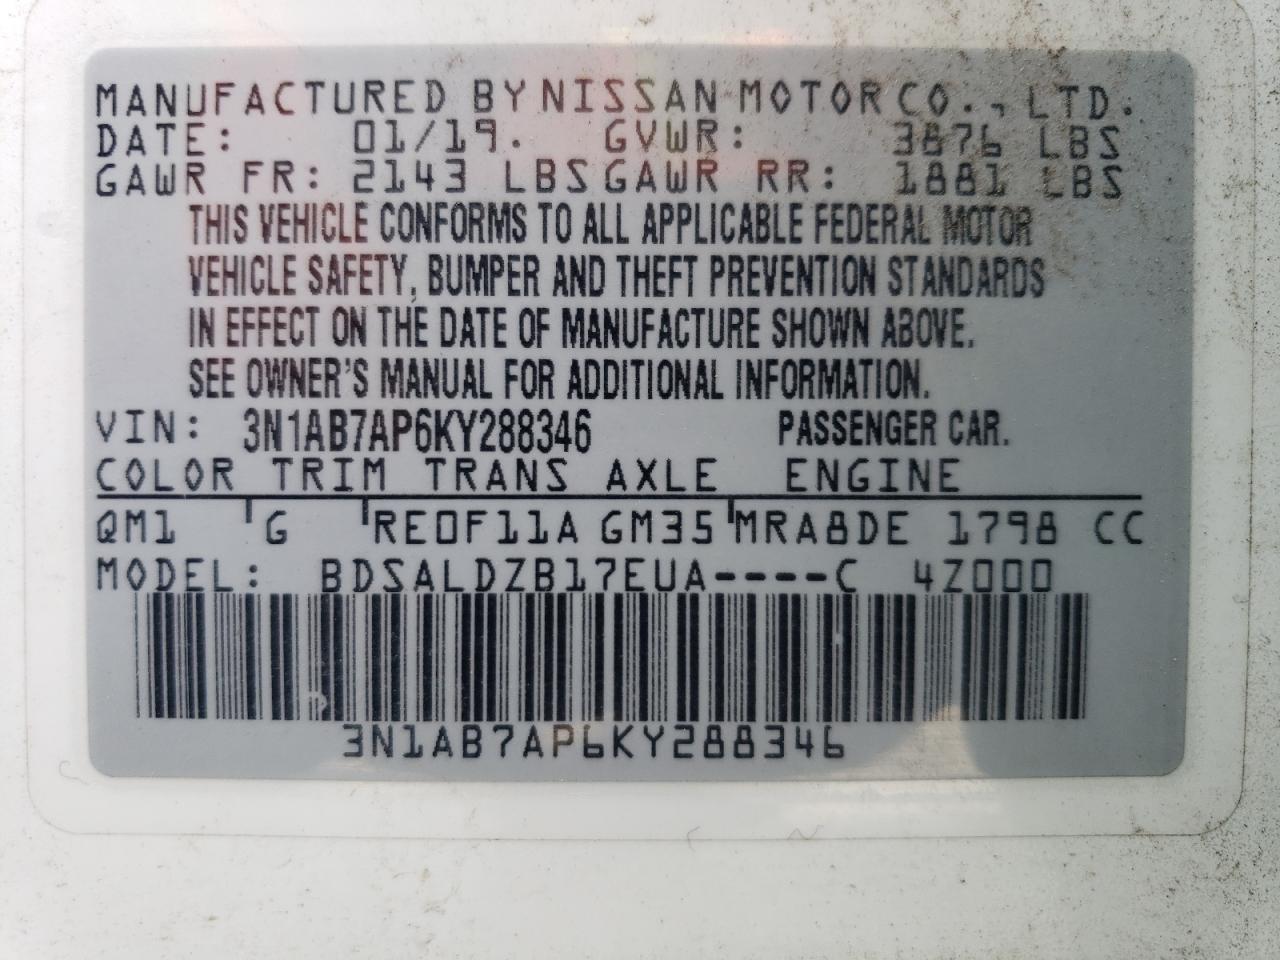 MANUFACTURED BY NISSAN MOTOR CO., LTD.
DATE: 01/19. GVWR: 3876 LBS
GAWR FR: 2143 LBS GAWR RR: 1881 LBS
THIS VEHICLE CONFORMS TO ALL APPLICABLE FEDERAL MOTOR
VEHICLE SAFETY, BUMPER AND THEFT PREVENTION STANDARDS
IN EFFECT ON THE DATE OF MANUFACTURE SHOWN ABOVE.
SEE OWNER'S MANUAL FOR ADDITIONAL INFORMATION.
VIN: 3N1AB7AP6KY288346 PASSENGER CAR.
COLOR TRIM TRANS AXLE ENGINE
QM1 G RE0F11A GM35 MRA8DE 1798 CC
MODEL: BDSALDZB17EUA----C 4Z000
3N1AB7AP6KY288346